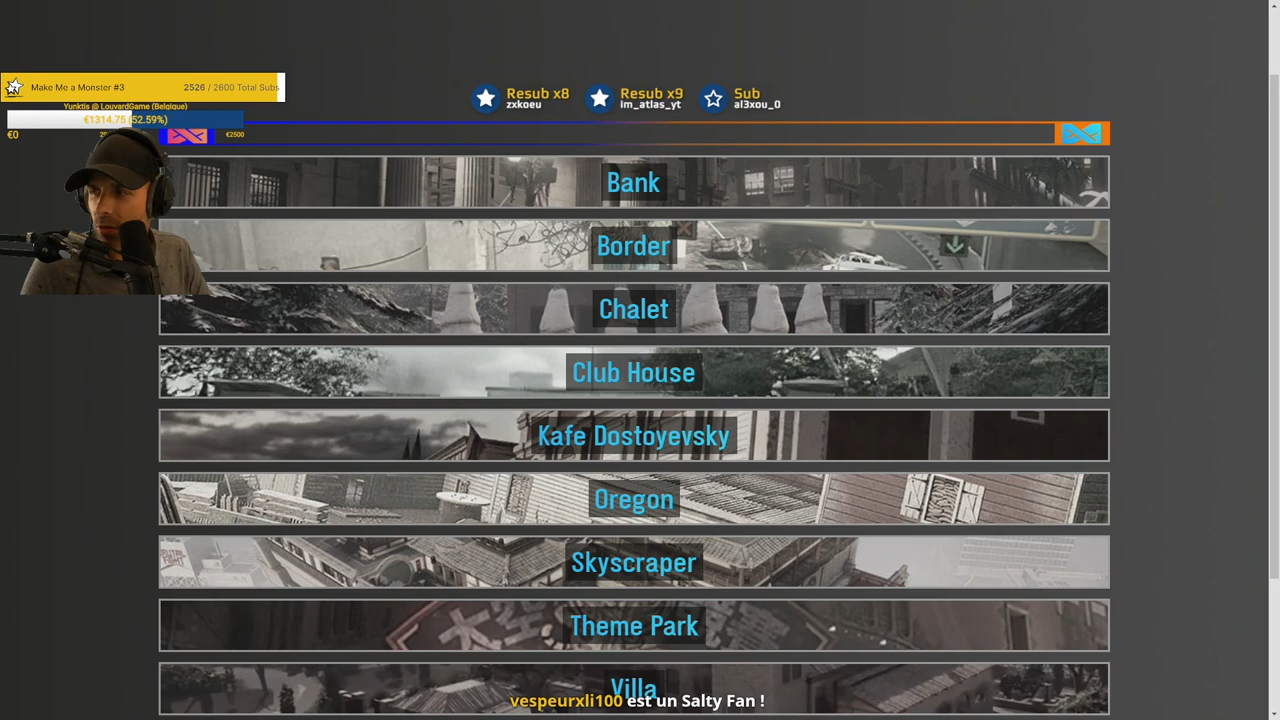 Make Me a Monster #3
2526 / 2600 Total Subs
Yunktis @ LouvardGame (Belgique)
€1314.75 (52.59%)
€0
€2500
Resub x8
zxkoeu
Resub x9
im_atlas_yt
Sub
al3xou_0
Bank
Border
Chalet
Club House
Kafe Dostoyevsky
Oregon
Skyscraper
Theme Park
Villa
vespeurxli100 est un Salty Fan !